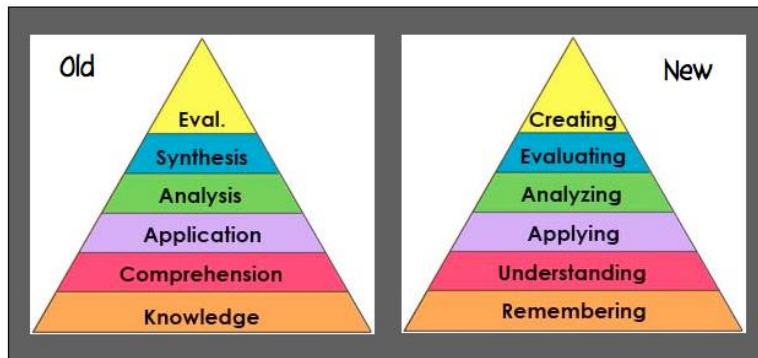 Old
Eval.
Synthesis
Analysis
Application
Comprehension
Knowledge
New
Creating
Evaluating
Analyzing
Applying
Understanding
Remembering